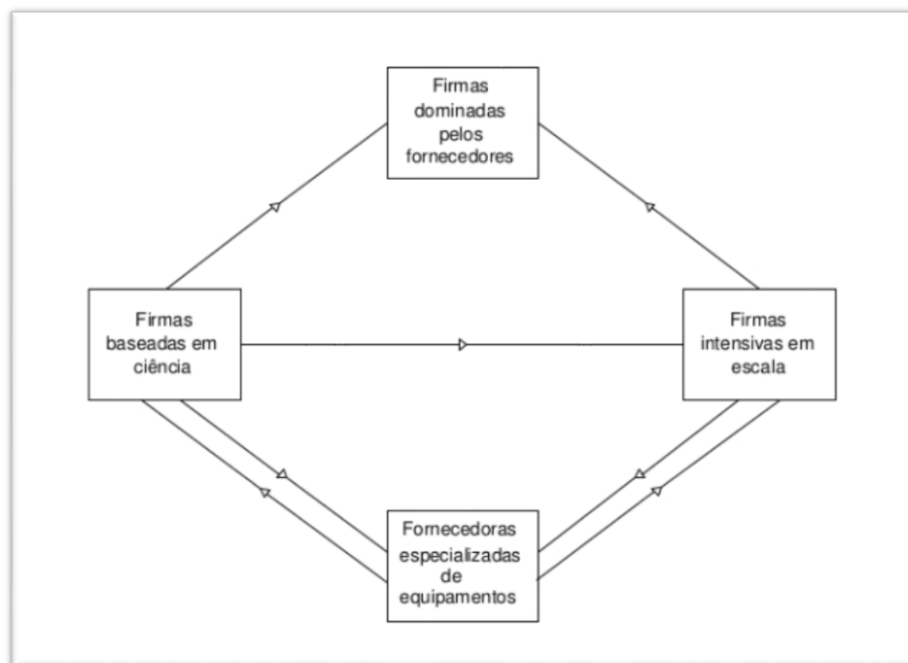 Firmas
dominadas
pelos
fornecedores
Firmas
baseadas em
ciência
Firmas
intensivas em
escala
Fornecedoras
especializadas
de
equipamentos